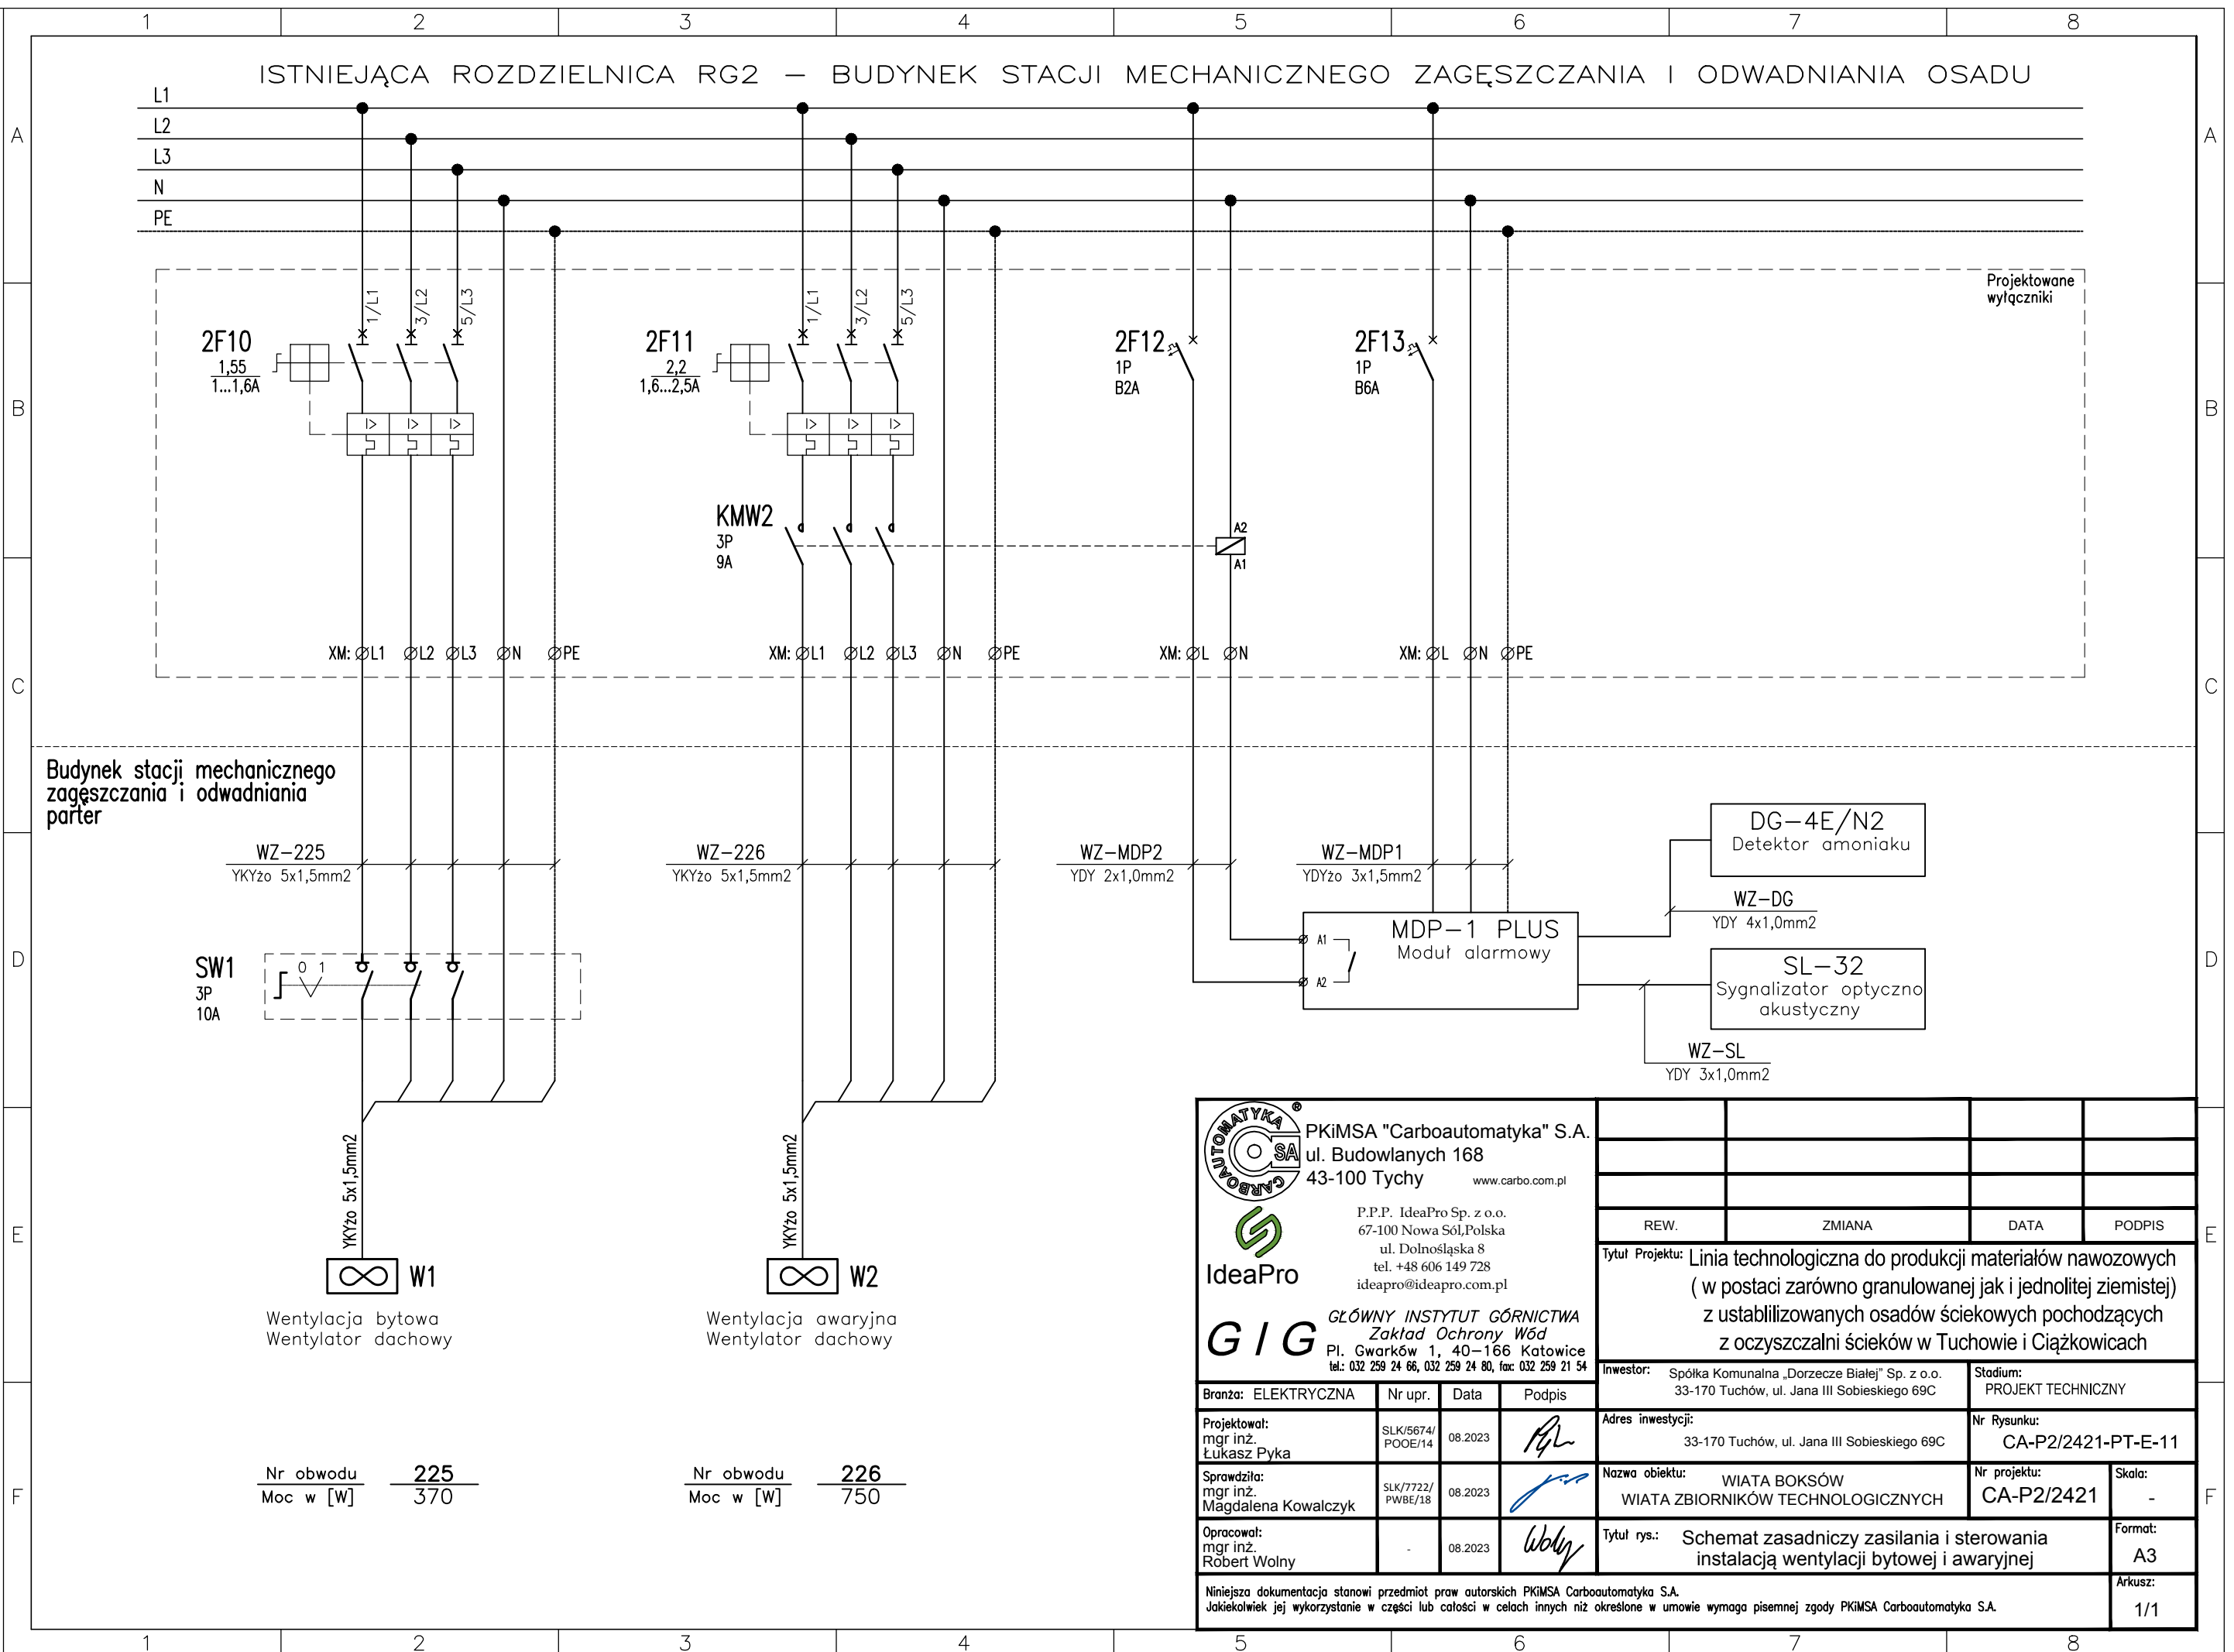 1 2 3 4 5 6 7 8
ISTNIEJĄCA ROZDZIELNICA RG2 – BUDYNEK STACJI MECHANICZNEGO ZAGĘSZCZANIA I ODWADNIANIA OSADU
L1
L2
L3
N
PE
A
A
Projektowane
wyłączniki
1/L1 3/L2 5/L3
2F10
1,55
1...1,6A
1/L1 3/L2 5/L3
2F11
2,2
1,6...2,5A
2F12
1P
B2A
2F13
1P
B6A
B
B
I> I> I>
I> I> I>
KMW2
3P
9A
A2
A1
XM: L1 L2 L3 N PE
XM: L1 L2 L3 N PE
XM: L N
XM: L N PE
C
C
Budynek stacji mechanicznego
zagęszczania i odwadniania
parter
WZ-225
YKYżo 5x1,5mm2
WZ-226
YKYżo 5x1,5mm2
WZ-MDP2
YDY 2x1,0mm2
WZ-MDP1
YDYżo 3x1,5mm2
DG-4E/N2
Detektor amoniaku
WZ-DG
YDY 4x1,0mm2
MDP-1 PLUS
Moduł alarmowy
A1
A2
SL-32
Sygnalizator optyczno
akustyczny
WZ-SL
YDY 3x1,0mm2
D
D
SW1
3P
10A
0 1
YKYżo 5x1,5mm2
YKYżo 5x1,5mm2
E
E
W1
Wentylacja bytowa
Wentylator dachowy
W2
Wentylacja awaryjna
Wentylator dachowy
Nr obwodu 225
Moc w [W] 370
Nr obwodu 226
Moc w [W] 750
F
F
CARBOAUTOMATYKA SA ®
PKiMSA "Carboautomatyka" S.A.
ul. Budowlanych 168
43-100 Tychy www.carbo.com.pl
IdeaPro
P.P.P. IdeaPro Sp. z o.o.
67-100 Nowa Sól,Polska
ul. Dolnośląska 8
tel. +48 606 149 728
ideapro@ideapro.com.pl
GIG
GŁÓWNY INSTYTUT GÓRNICTWA
Zakład Ochrony Wód
Pl. Gwarków 1, 40-166 Katowice
tel.: 032 259 24 66, 032 259 24 80, fax: 032 259 21 54
REW. ZMIANA DATA PODPIS
Tytuł Projektu: Linia technologiczna do produkcji materiałów nawozowych
( w postaci zarówno granulowanej jak i jednolitej ziemistej)
z ustablilizowanych osadów ściekowych pochodzących
z oczyszczalni ścieków w Tuchowie i Ciążkowicach
Inwestor: Spółka Komunalna „Dorzecze Białej" Sp. z o.o.
33-170 Tuchów, ul. Jana III Sobieskiego 69C
Stadium:
PROJEKT TECHNICZNY
Branża: ELEKTRYCZNA Nr upr. Data Podpis
Projektował:
mgr inż.
Łukasz Pyka
SLK/5674/
POOE/14
08.2023
Adres inwestycji:
33-170 Tuchów, ul. Jana III Sobieskiego 69C
Nr Rysunku:
CA-P2/2421-PT-E-11
Sprawdziła:
mgr inż.
Magdalena Kowalczyk
SLK/7722/
PWBE/18
08.2023
Nazwa obiektu: WIATA BOKSÓW
WIATA ZBIORNIKÓW TECHNOLOGICZNYCH
Nr projektu:
CA-P2/2421
Skala:
-
Opracował:
mgr inż.
Robert Wolny
-
08.2023
Wolny
Tytuł rys.: Schemat zasadniczy zasilania i sterowania
instalacją wentylacji bytowej i awaryjnej
Format:
A3
Niniejsza dokumentacja stanowi przedmiot praw autorskich PKiMSA Carboautomatyka S.A.
Jakiekolwiek jej wykorzystanie w części lub całości w celach innych niż określone w umowie wymaga pisemnej zgody PKiMSA Carboautomatyka S.A.
Arkusz:
1/1
1 2 3 4 5 6 7 8